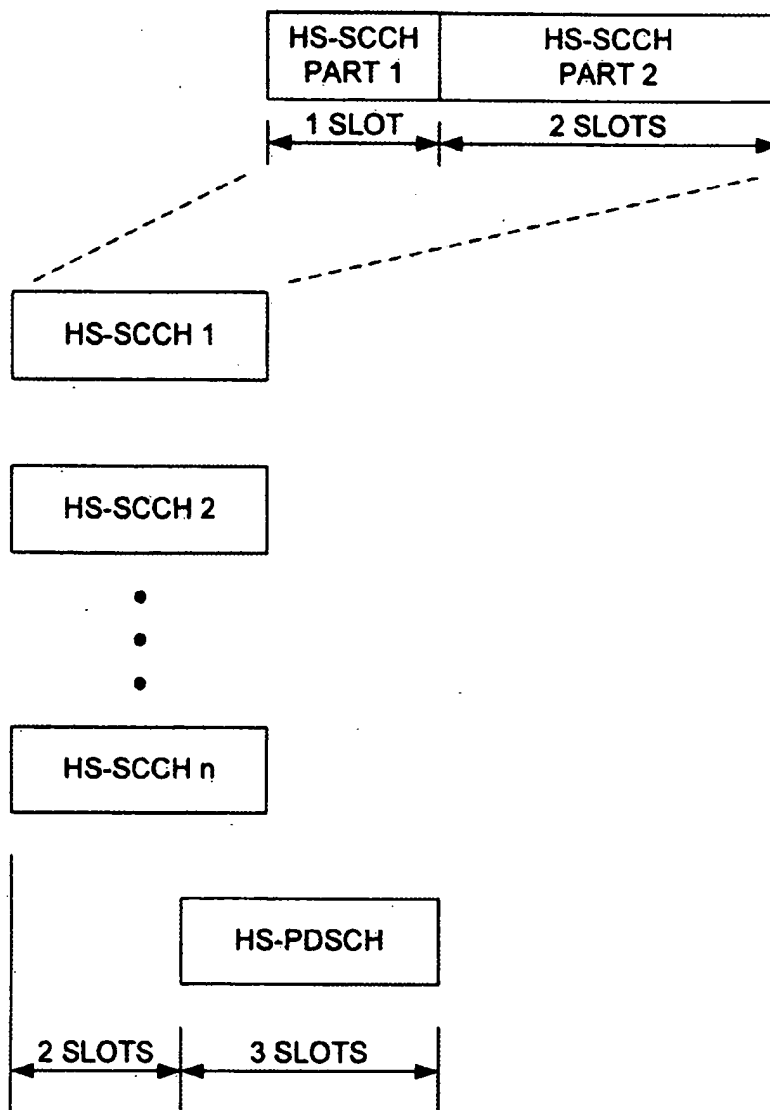 HS-SCCH
PART 1
HS-SCCH
PART 2
1 SLOT
2 SLOTS
HS-SCCH 1
HS-SCCH 2
HS-SCCH n
HS-PDSCH
2 SLOTS
3 SLOTS